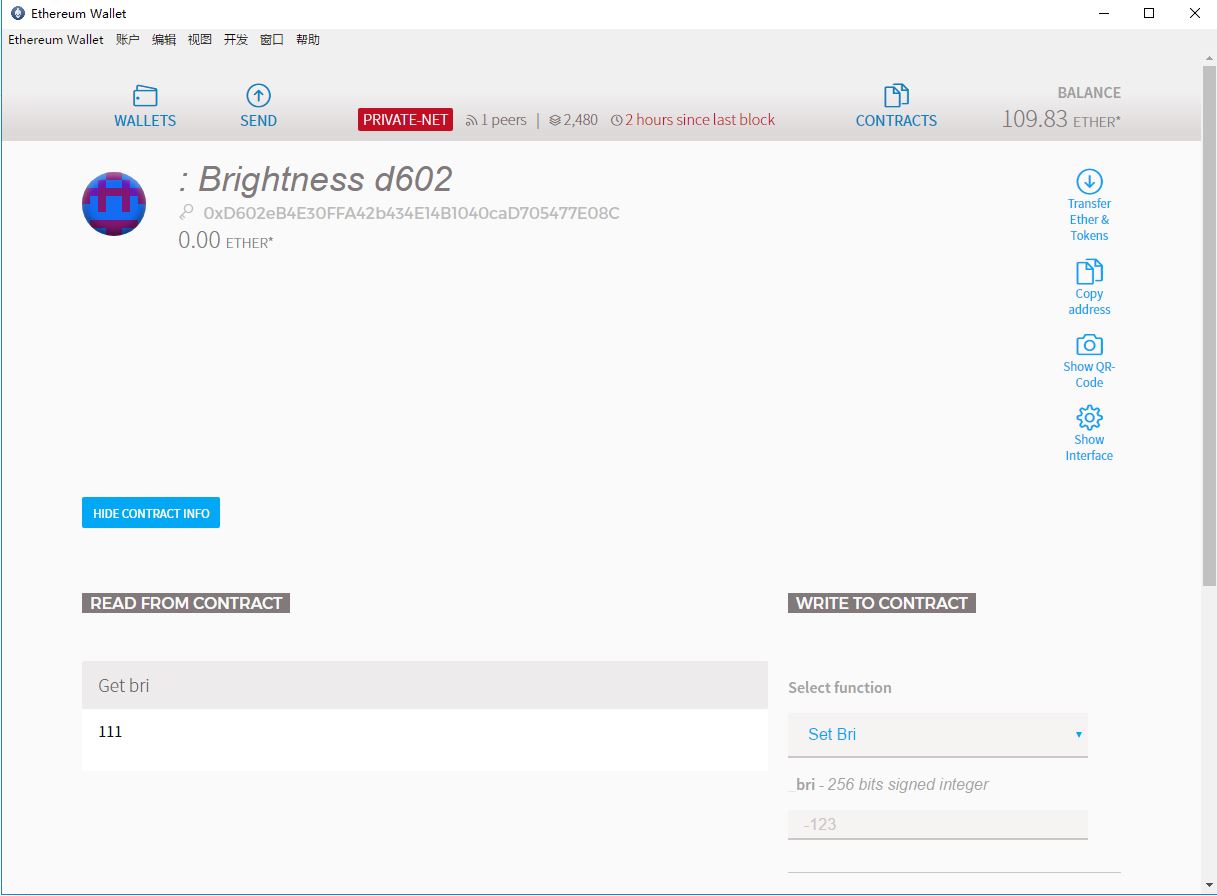 Ethereum Wallet
Ethereum Wallet 账户 编辑 视图 开发 窗口 帮助
WALLETS
SEND
PRIVATE-NET 1 peers | 2,480 2 hours since last block
CONTRACTS
BALANCE
109.83 ETHER*
: Brightness d602
0xD602eB4E30FFA42b434E14B1040caD705477E08C
0.00 ETHER*
Transfer
Ether &
Tokens
Copy
address
Show QR-
Code
Show
Interface
HIDE CONTRACT INFO
READ FROM CONTRACT
Get bri
111
WRITE TO CONTRACT
Select function
Set Bri
_bri - 256 bits signed integer
-123